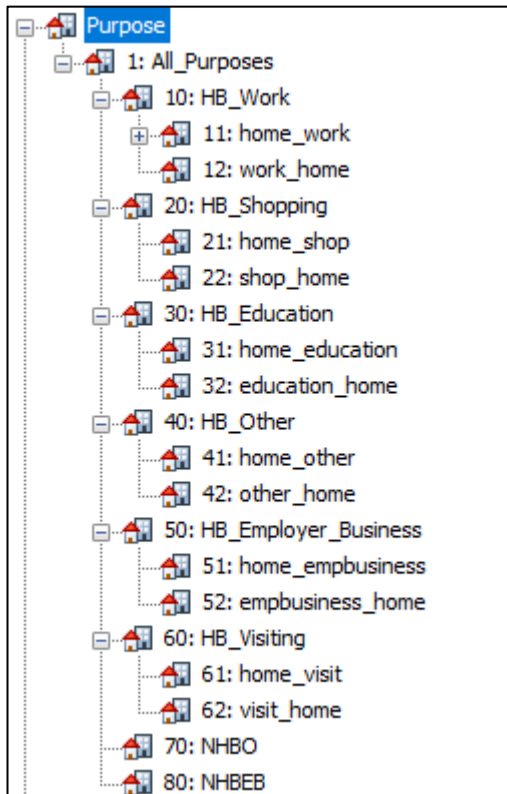 Purpose
1: All_Purposes
10: HB_Work
11: home_work
12: work_home
20: HB_Shopping
21: home_shop
22: shop_home
30: HB_Education
31: home_education
32: education_home
40: HB_Other
41: home_other
42: other_home
50: HB_Employer_Business
51: home_empbusiness
52: empbusiness_home
60: HB_Visiting
61: home_visit
62: visit_home
70: NHBO
80: NHBEB